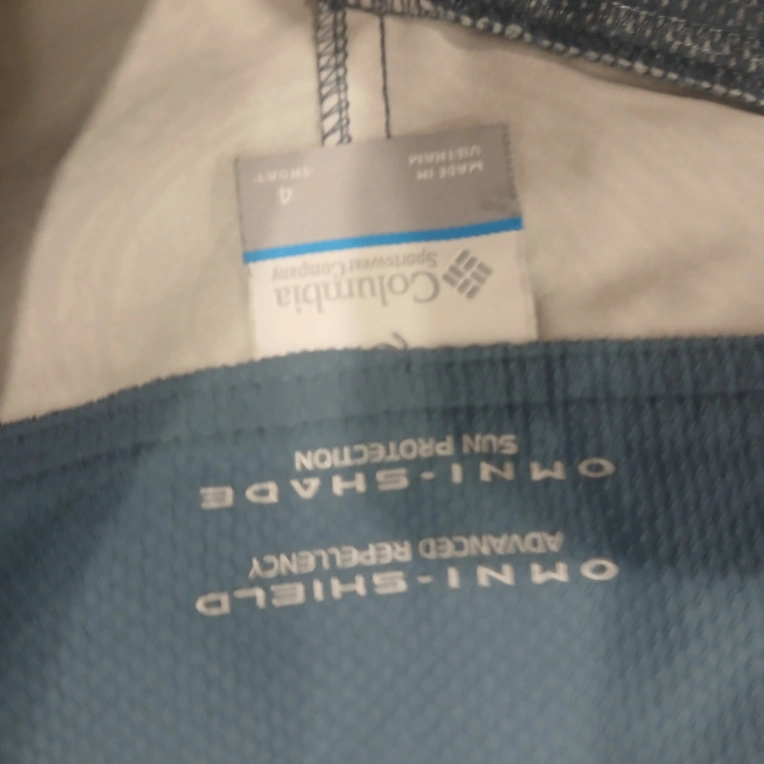 OMNI-SHIELD
ADVANCED REPELLENCY
OMNI-SHADE
SUN PROTECTION
Columbia
Sportswear Company
MADE IN
VIETNAM
4
SHORT